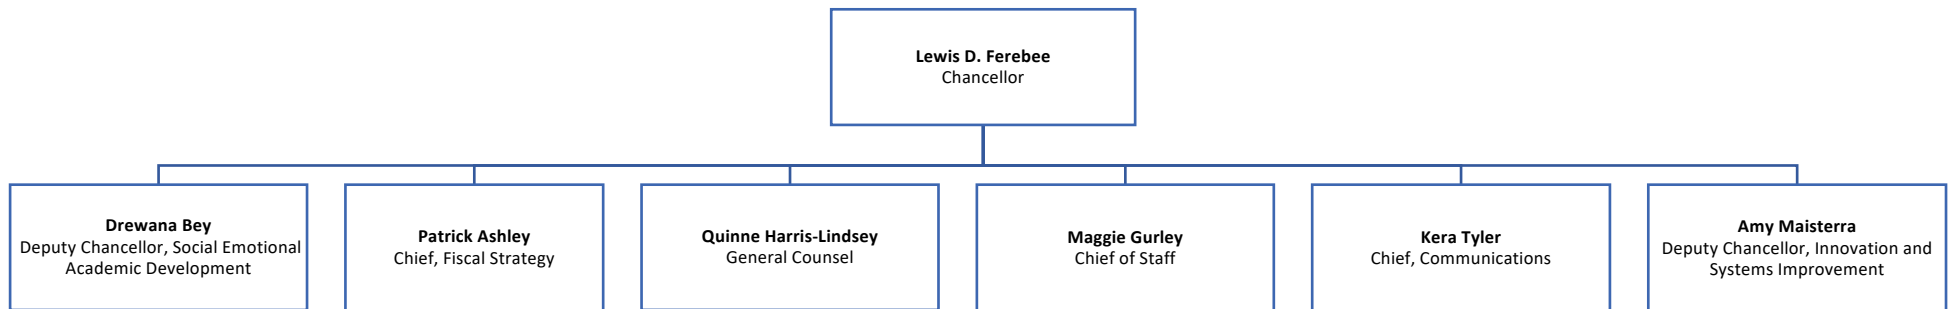 Lewis D. Ferebee
Chancellor
Drewana Bey
Deputy Chancellor, Social Emotional
Academic Development
Patrick Ashley
Chief, Fiscal Strategy
Quinne Harris-Lindsey
General Counsel
Maggie Gurley
Chief of Staff
Kera Tyler
Chief, Communications
Amy Maisterra
Deputy Chancellor, Innovation and
Systems Improvement